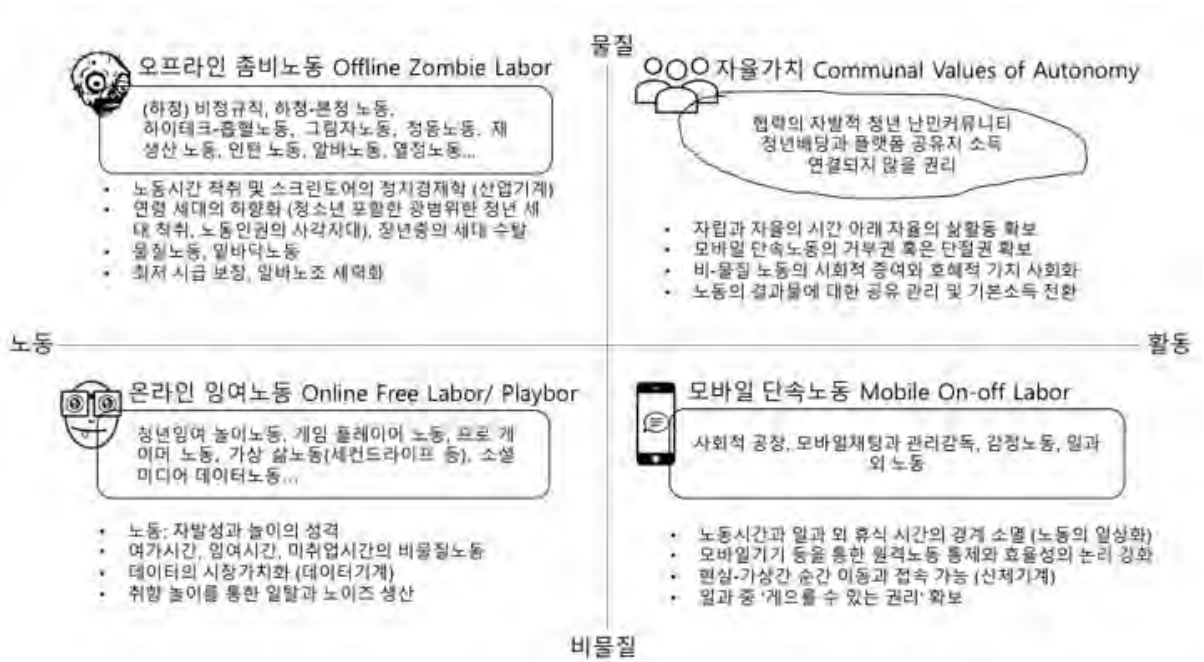 물질
오프라인 좀비노동 Offline Zombie Labor
(하청) 비정규직, 하청-본청 노동,
하이테크-흡혈노동, 그림자노동, 정동노동, 재
생산 노동, 인턴 노동, 알바노동, 열정노동...
• 노동시간 착취 및 스크린도어의 정치경제학 (산업기계)
• 연령 세대의 하향화 (청소년 포함한 광범위한 청년 세
대 착취, 노동인권의 사각지대), 장년층의 세대 수탈
• 물질노동, 밑바닥노동
• 최저 시급 보장, 알바노조 세력화
자율가치 Communal Values of Autonomy
협력의 자발적 청년 난민커뮤니티
청년배당과 플랫폼 공유지 소득
연결되지 않을 권리
• 자립과 자율의 시간 아래 자율의 삶활동 확보
• 모바일 단속노동의 거부권 혹은 단절권 확보
• 비-물질 노동의 사회적 증여와 호혜적 가치 사회화
• 노동의 결과물에 대한 공유 관리 및 기본소득 전환
노동
활동
온라인 잉여노동 Online Free Labor/ Playbor
청년잉여 놀이노동, 게임 플레이어 노동, 프로 게
이머 노동, 가상 삶노동(세컨드라이프 등), 소셜
미디어 데이터노동...
• 노동; 자발성과 놀이의 성격
• 여가시간, 잉여시간, 미취업시간의 비물질노동
• 데이터의 시장가치화 (데이터기계)
• 취향 놀이를 통한 일탈과 노이즈 생산
모바일 단속노동 Mobile On-off Labor
사회적 공장, 모바일채팅과 관리감독, 감정노동, 일과
외 노동
• 노동시간과 일과 외 휴식 시간의 경계 소멸 (노동의 일상화)
• 모바일기기 등을 통한 원격노동 통제와 효율성의 논리 강화
• 현실-가상간 순간 이동과 접속 가능 (신체기계)
• 일과 중 '게으를 수 있는 권리' 확보
비물질